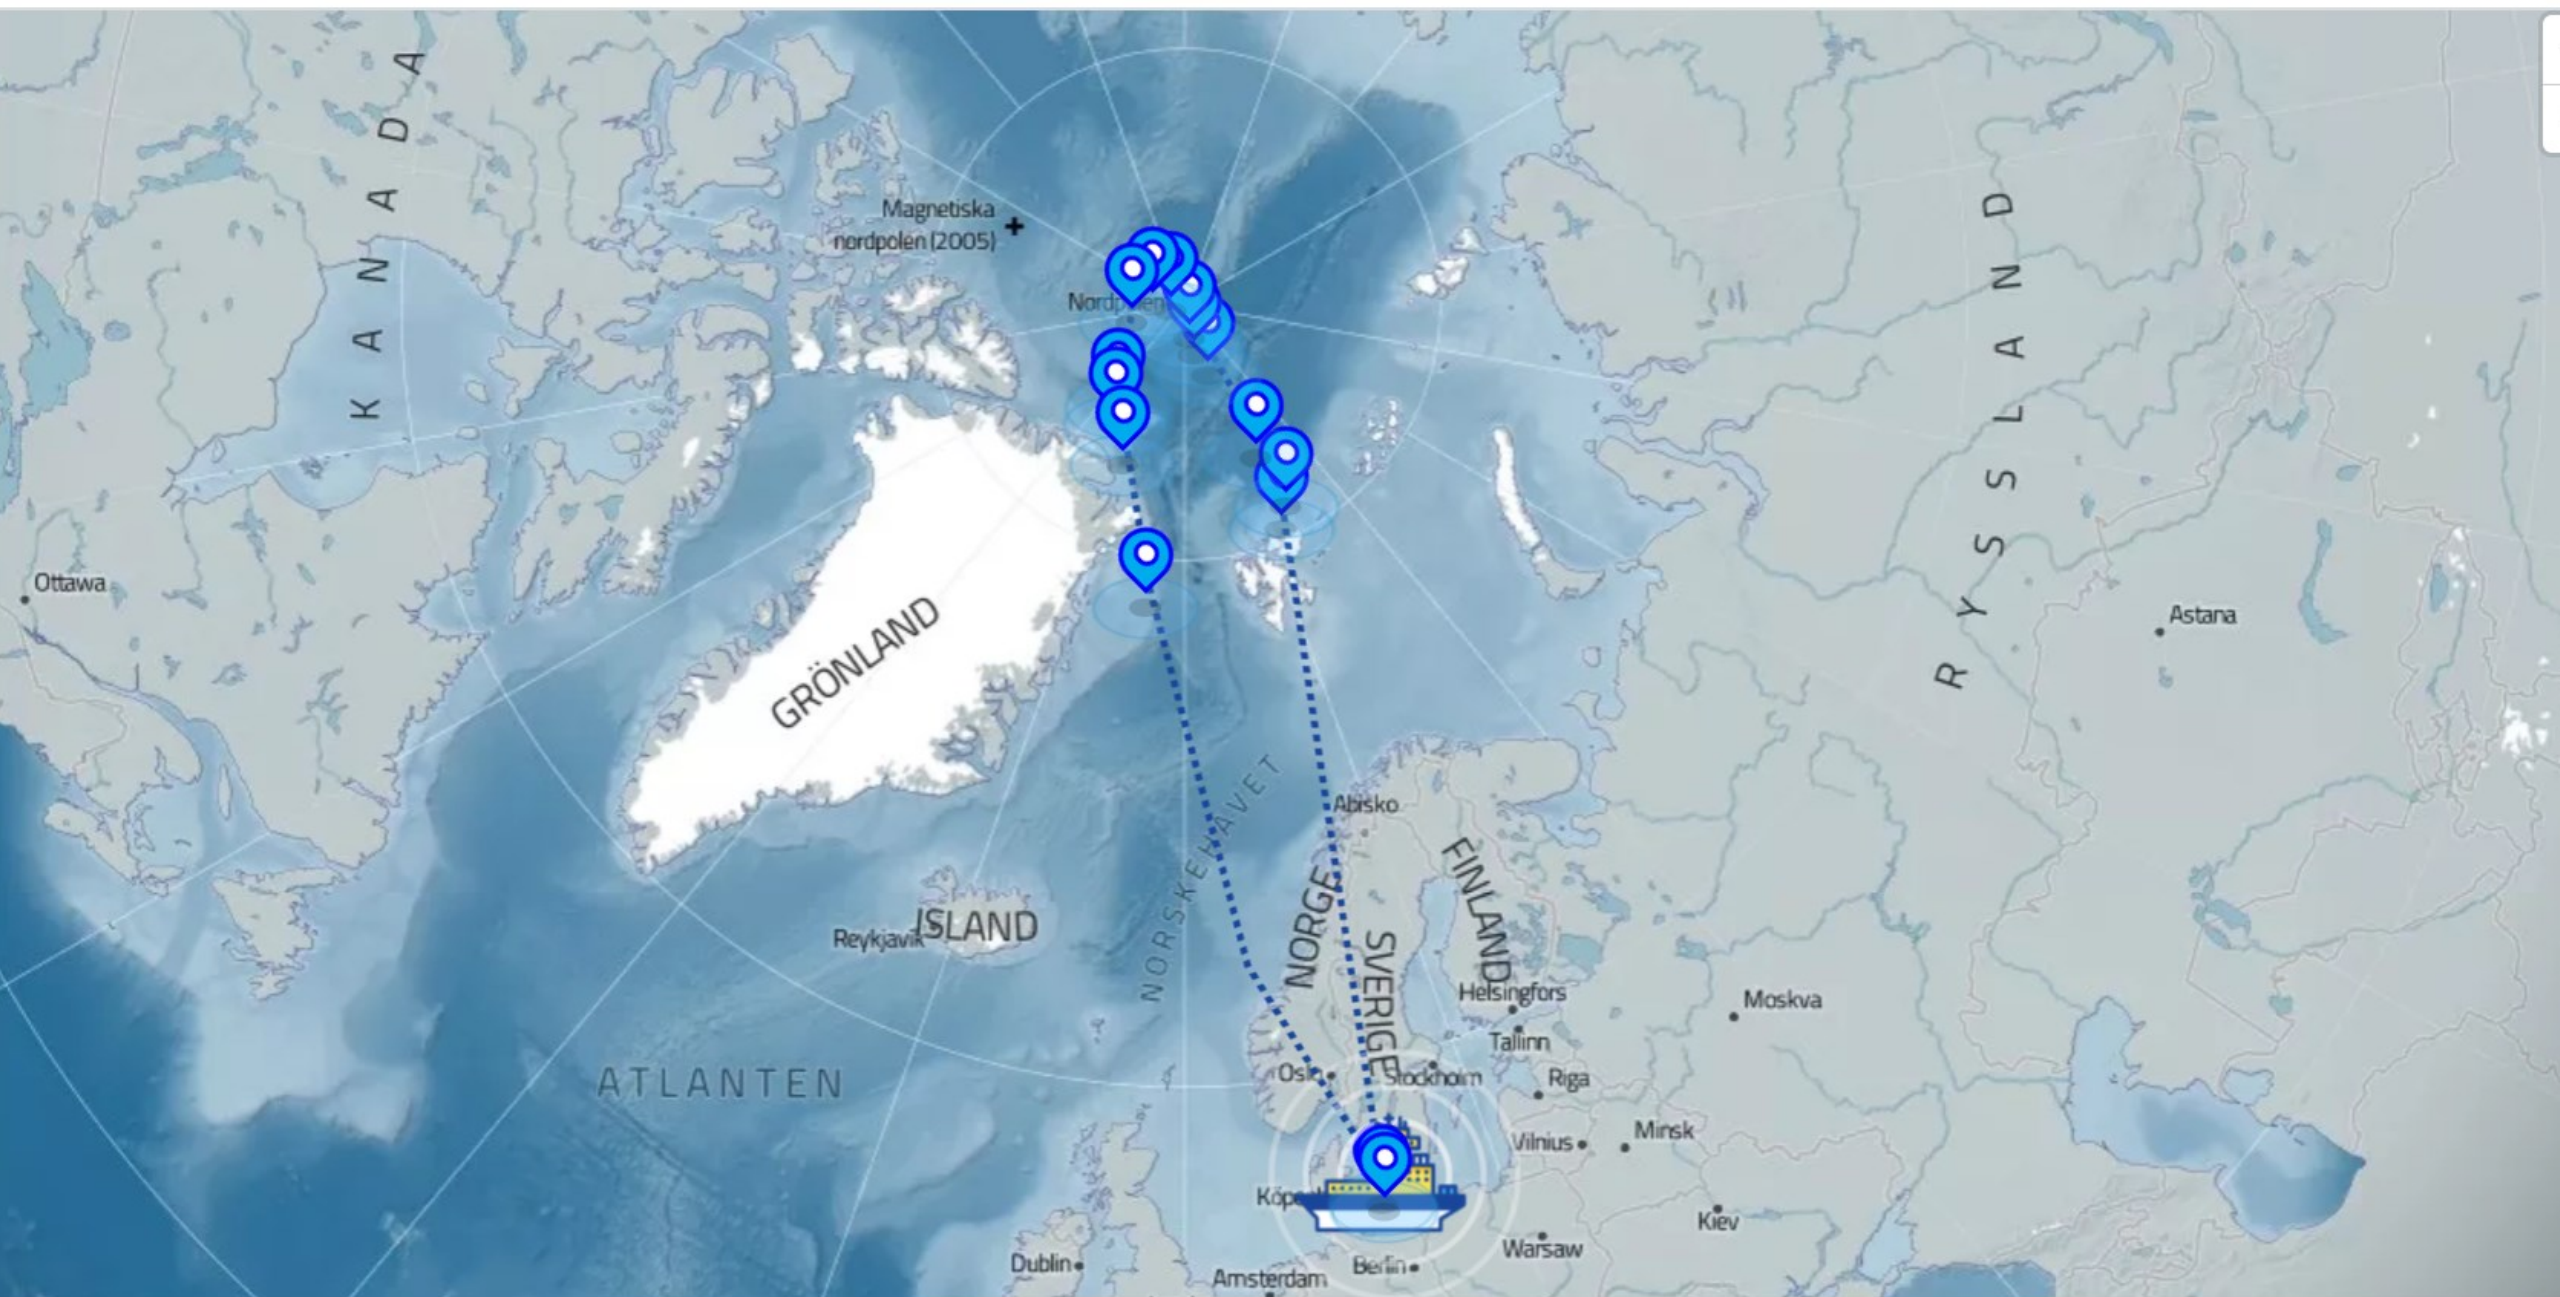 KANADA
Magnetiska
nordpolen (2005)
Ottawa
GRÖNLAND
RYSSLAND
Astana
NORSKEHAVET
Abisko
FINLAND
NORGE
SVERIGE
ISLAND
Reykjavik
Helsingfors
Moskva
Tallinn
ATLANTEN
Oslo
Stockholm
Riga
Vilnius
Minsk
Kiev
Warsaw
Dublin
Berlin
Amsterdam